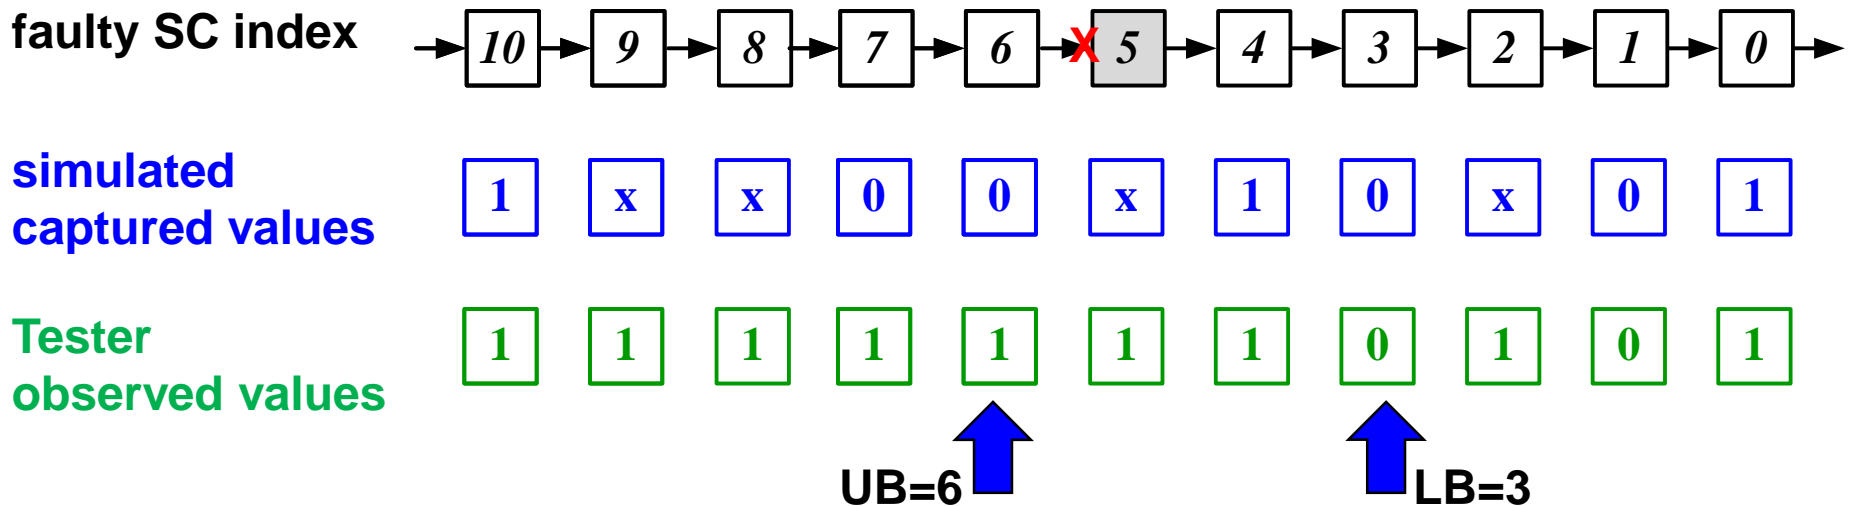 faulty SC index 10 9 8 7 6 X 5 4 3 2 1 0
simulated
captured values 1 x x 0 0 x 1 0 x 0 1
Tester
observed values 1 1 1 1 1 1 1 0 1 0 1
UB=6 LB=3